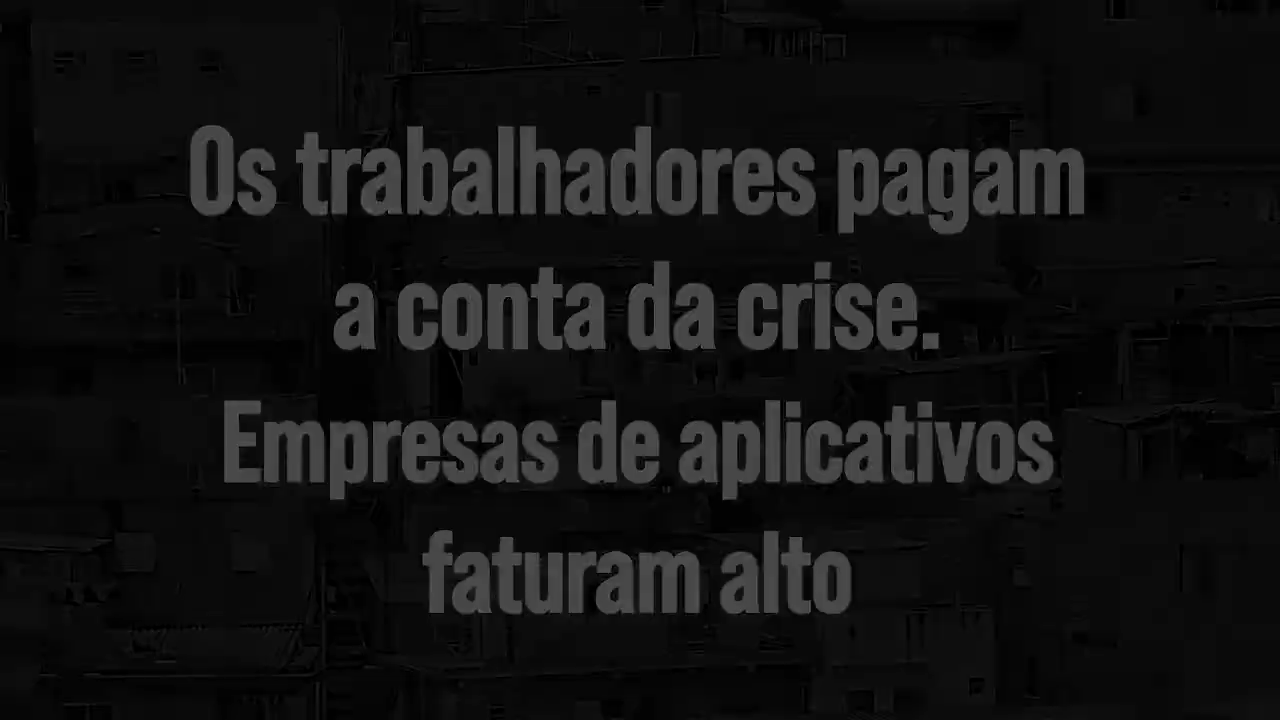 Os trabalhadores pagam
a conta da crise.
Empresas de aplicativos
faturam alto